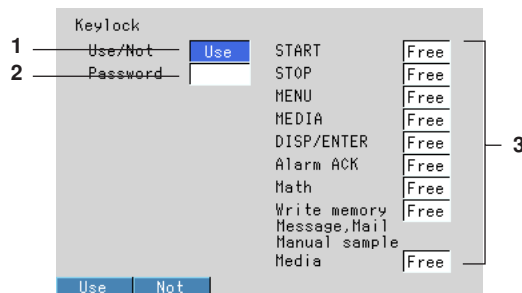 Keylock
1 Use/Not Use
2 Password
START Free
STOP Free
MENU Free
MEDIA Free
DISP/ENTER Free
3
Alarm ACK Free
Math Free
Write memory Free
Message,Mail
Manual sample
Media Free
Use Not